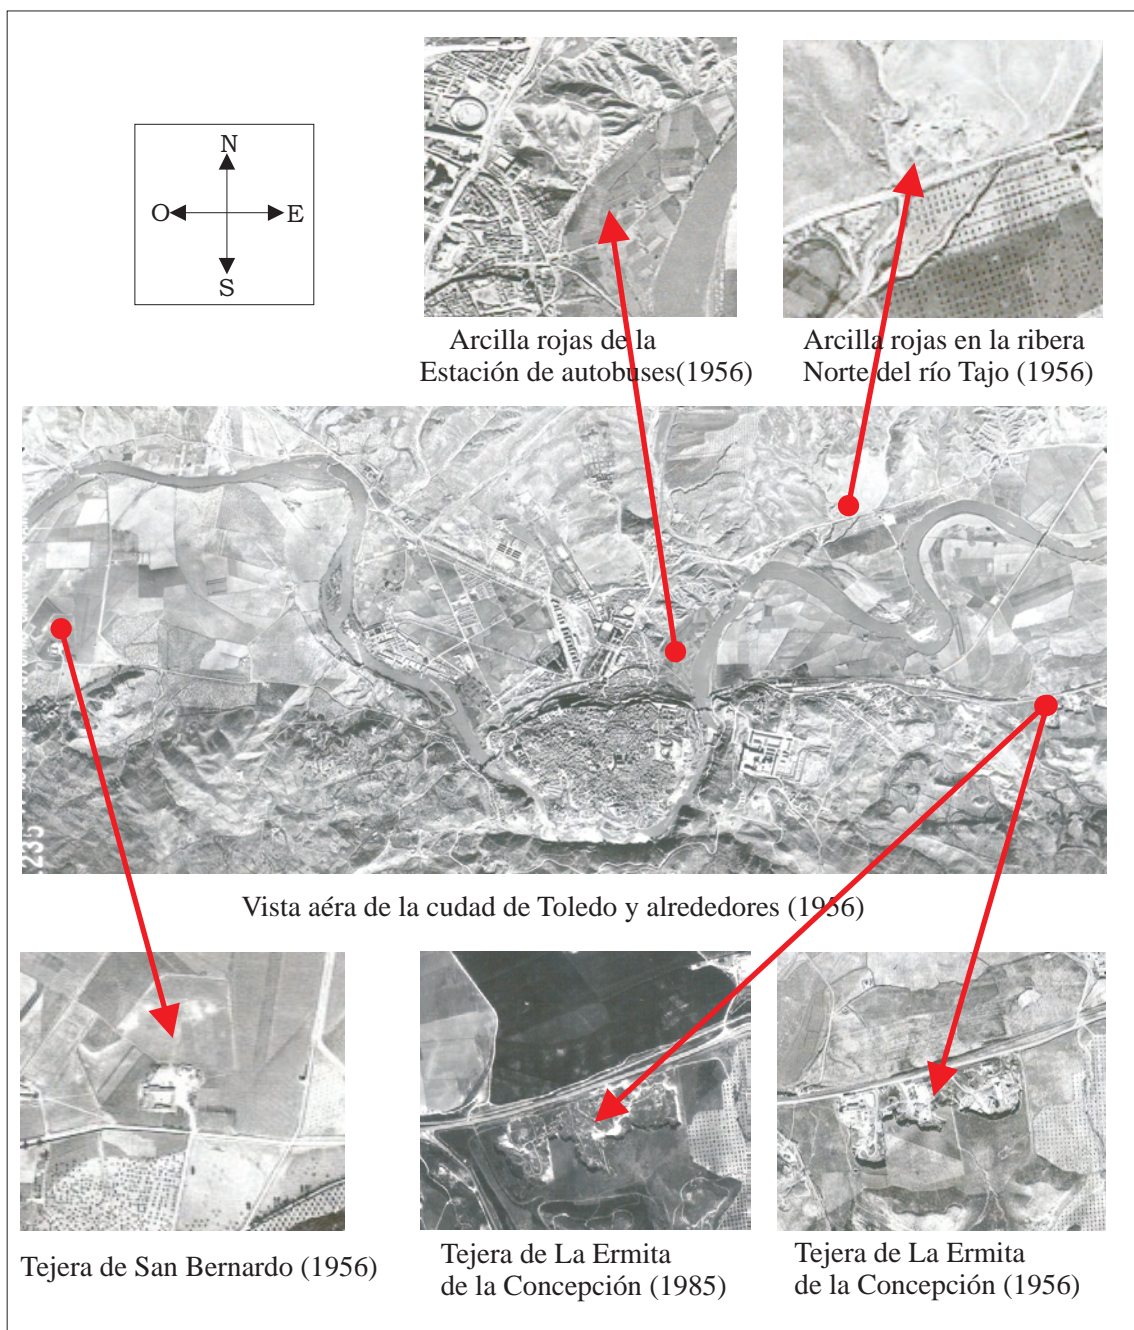 N
O E
S
Arcilla rojas de la
Estación de autobuses(1956)
Arcilla rojas en la ribera
Norte del río Tajo (1956)
235
Vista aéra de la cudad de Toledo y alrededores (1956)
Tejera de San Bernardo (1956)
Tejera de La Ermita
de la Concepción (1985)
Tejera de La Ermita
de la Concepción (1956)